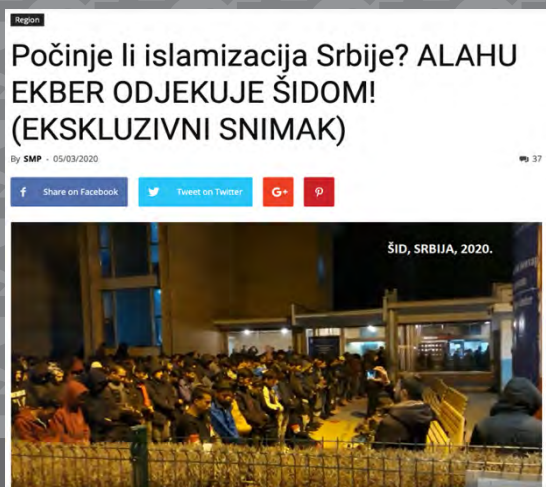 Region
Počinje li islamizacija Srbije? ALAHU
EKBER ODJEKUJE ŠIDOM!
(EKSKLUZIVNI SNIMAK)
By SMP - 05/03/2020
37
Share on Facebook
Tweet on Twitter
G+
ŠID, SRBIJA, 2020.